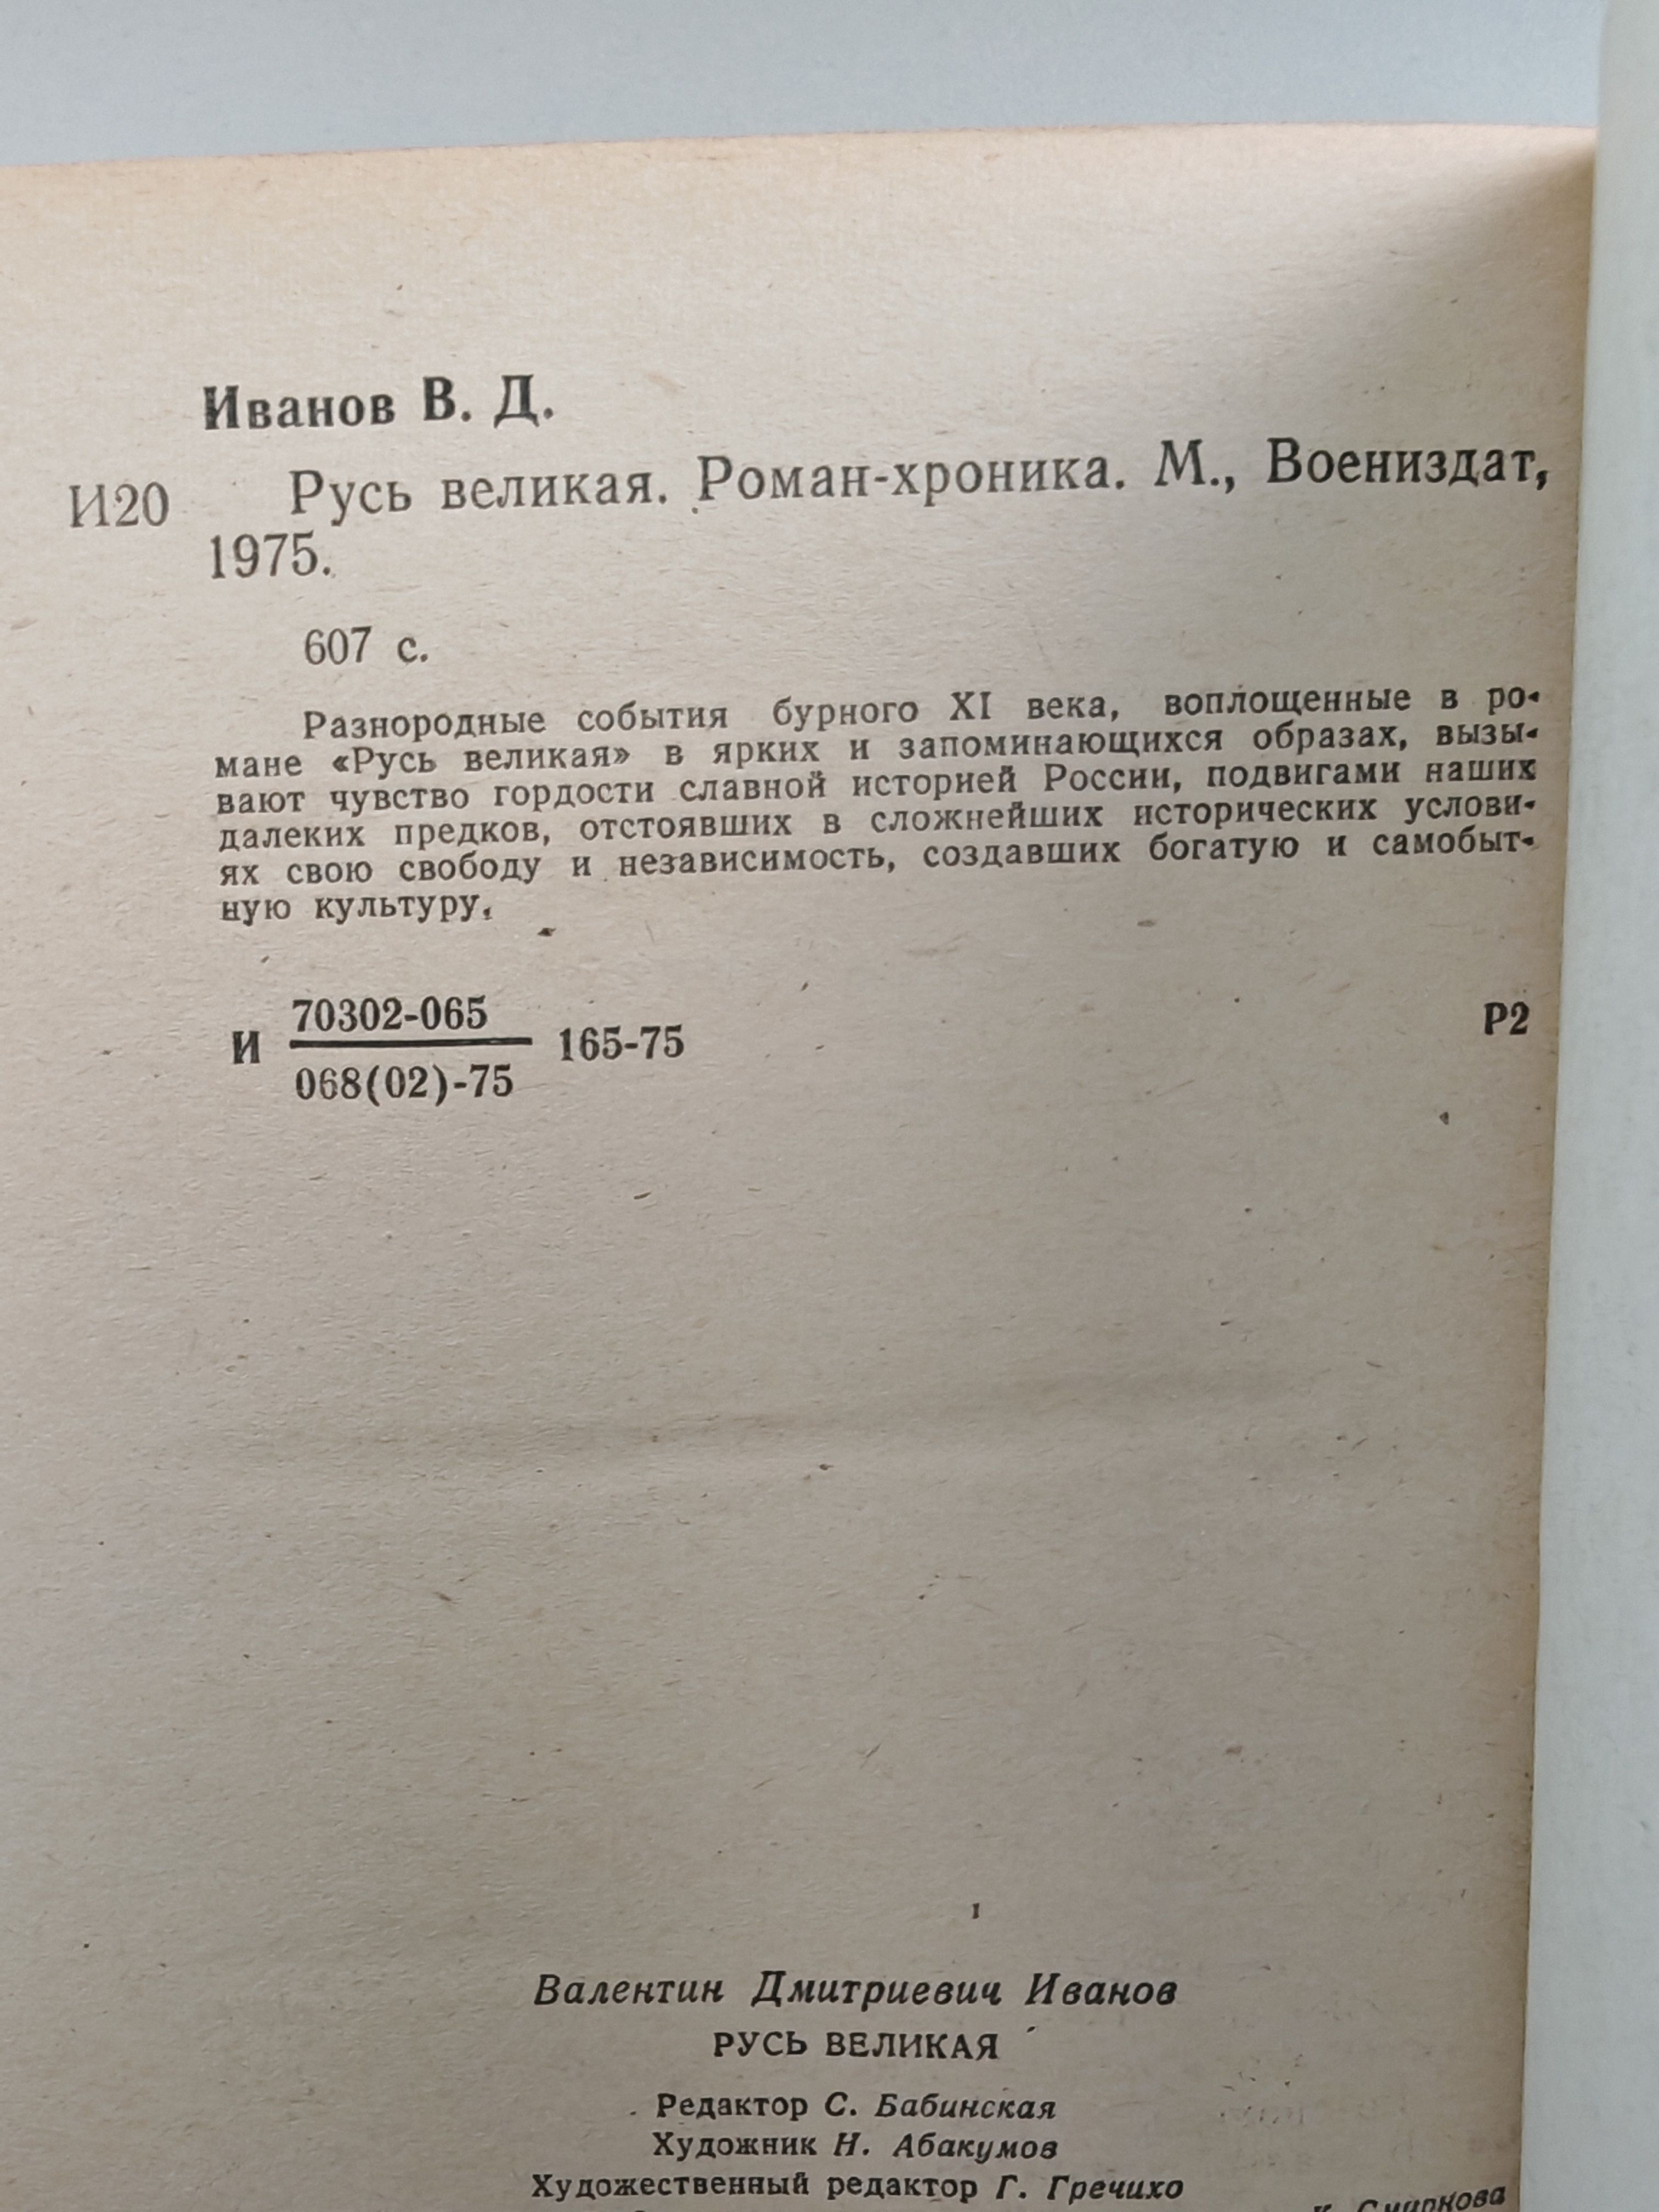 Иванов В. Д.
И20 Русь великая. Роман-хроника. М., Воениздат,
1975.
607 с.
Разнородные события бурного XI века, воплощенные в ро-
мане «Русь великая» в ярких и запоминающихся образах, вызы-
вают чувство гордости славной историей России, подвигами наших
далеких предков, отстоявших в сложнейших исторических услови-
ях свою свободу и независимость, создавших богатую и самобыт-
ную культуру.
70302-065
И 165-75 Р2
068(02)-75
Валентин Дмитриевич Иванов
РУСЬ ВЕЛИКАЯ
Редактор С. Бабинская
Художник Н. Абакумов
Художественный редактор Г. Гречихо
Смирнова